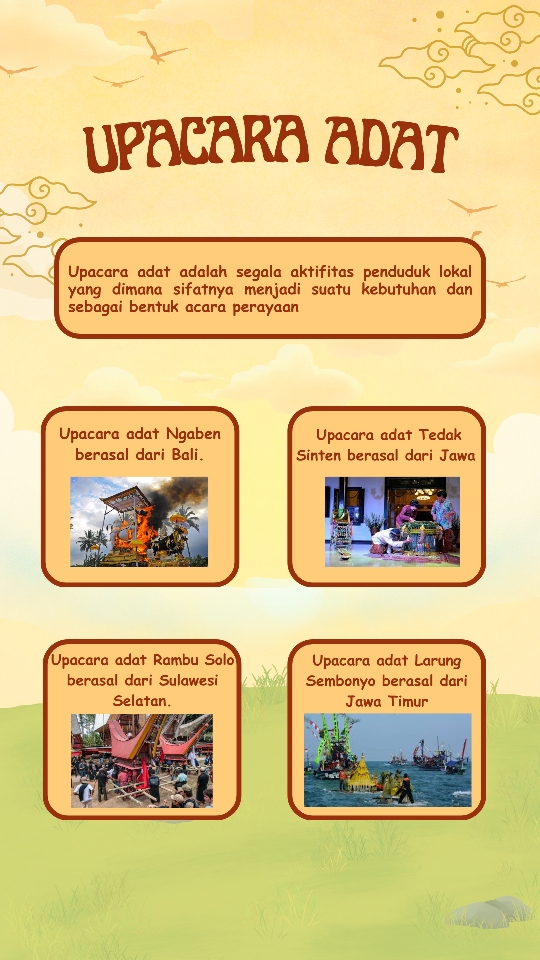 UPACARA ADAT
Upacara adat adalah segala aktifitas penduduk lokal
yang dimana sifatnya menjadi suatu kebutuhan dan
sebagai bentuk acara perayaan
Upacara adat Ngaben
berasal dari Bali.
Upacara adat Tedak
Sinten berasal dari Jawa
Upacara adat Rambu Solo
berasal dari Sulawesi
Selatan.
Upacara adat Larung
Sembonyo berasal dari
Jawa Timur